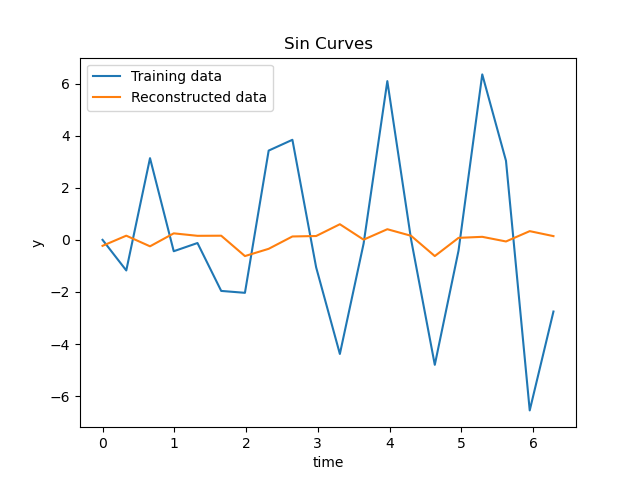 Sin Curves
Training data
Reconstructed data
6
4
2
0
−2
−4
−6
y
0 1 2 3 4 5 6
time